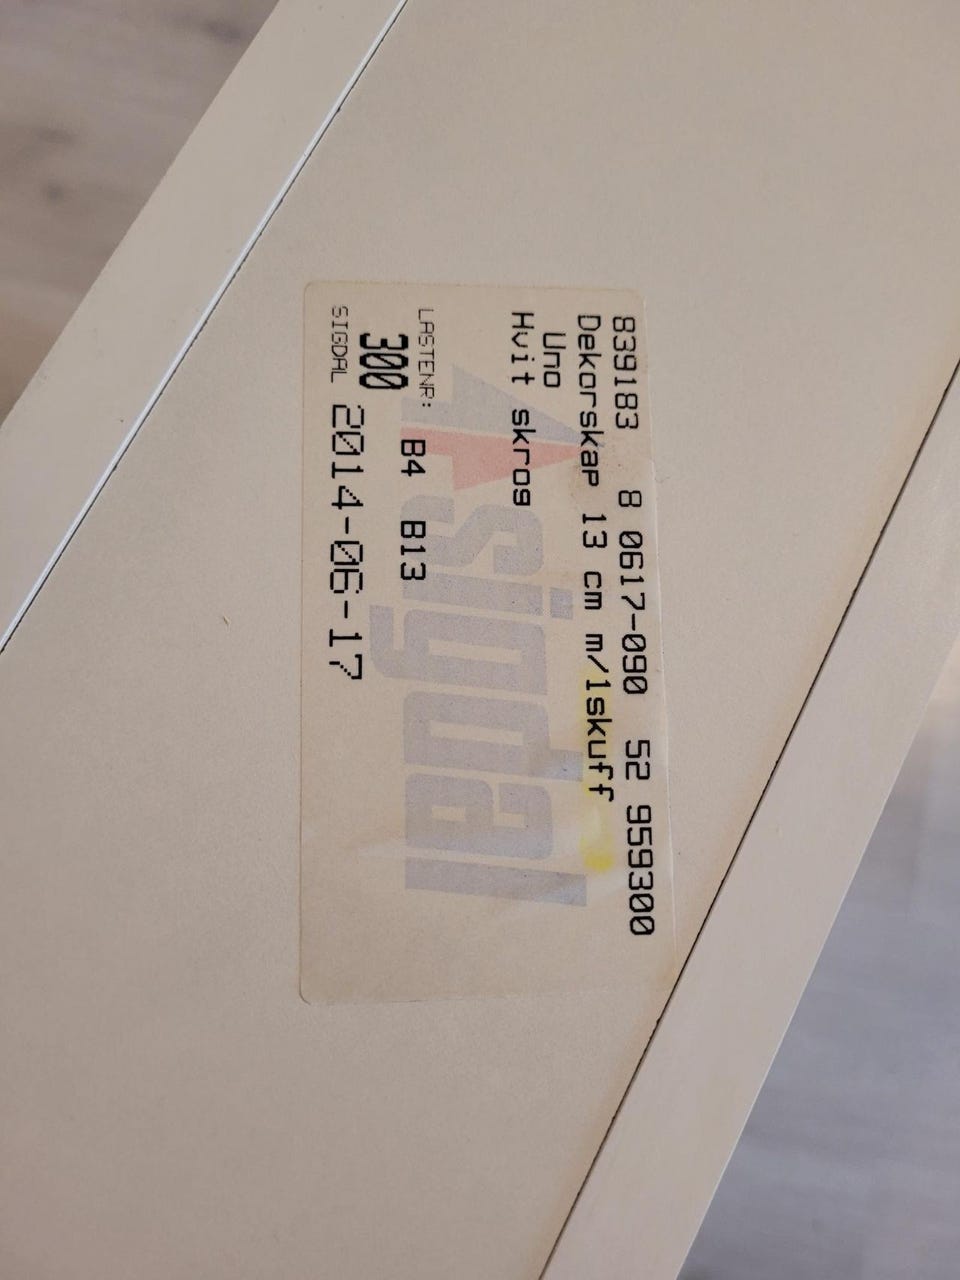 839183 8 0617-090 52 959300
Dekorskap 13 cm m/1skuff
Uno
Hvit skrog
sigdal
LASTENR:
300 B4 B13
SIGDAL 2014-06-17